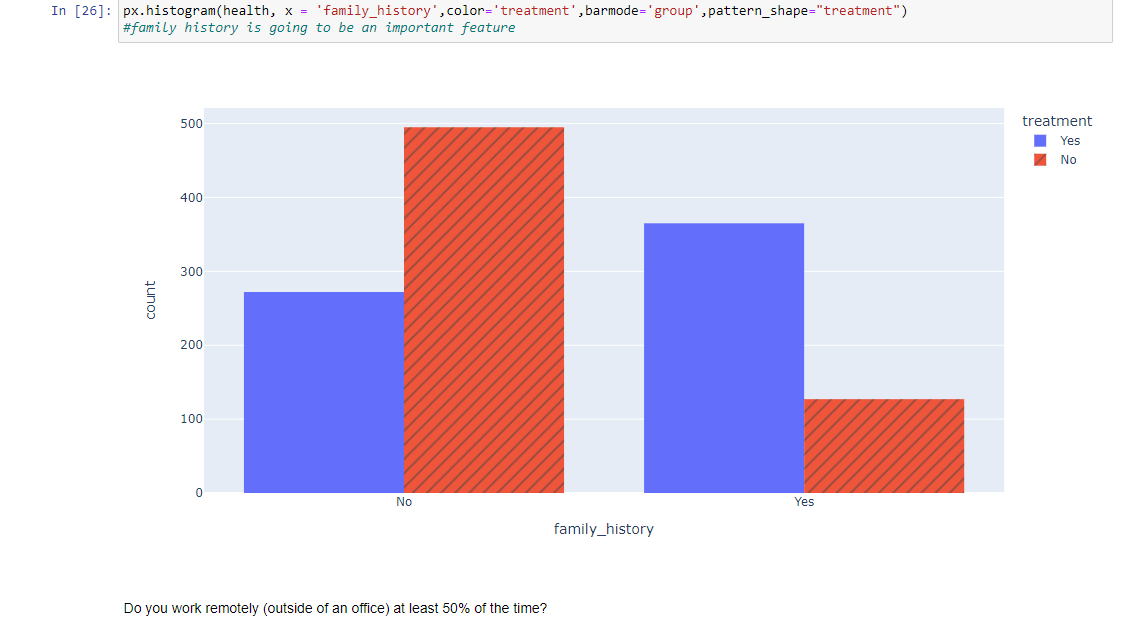 In [26]: px.histogram(health, x = 'family_history',color='treatment',barmode='group',pattern_shape="treatment")
#family history is going to be an important feature
treatment
Yes
No
500
400
300
200
100
0
count
No
Yes
family_history
Do you work remotely (outside of an office) at least 50% of the time?